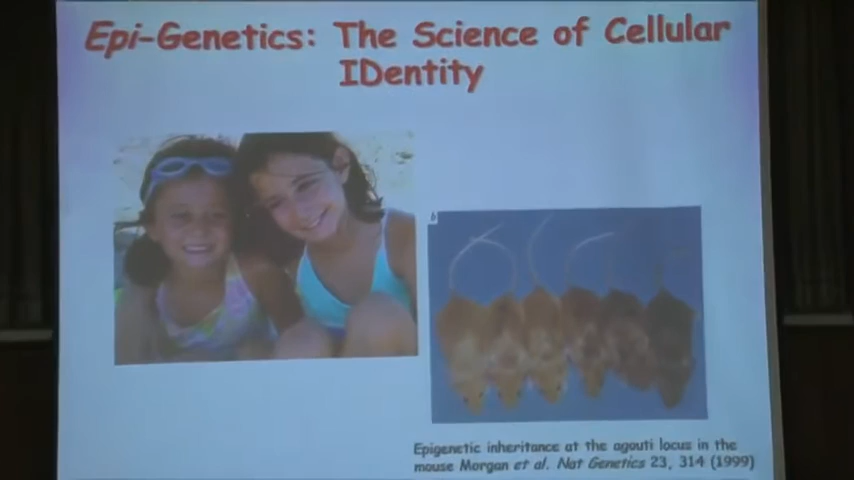 Epi-Genetics: The Science of Cellular
IDentity
b
Epigenetic inheritance at the agouti locus in the
mouse Morgan et al. Nat Genetics 23, 314 (1999)